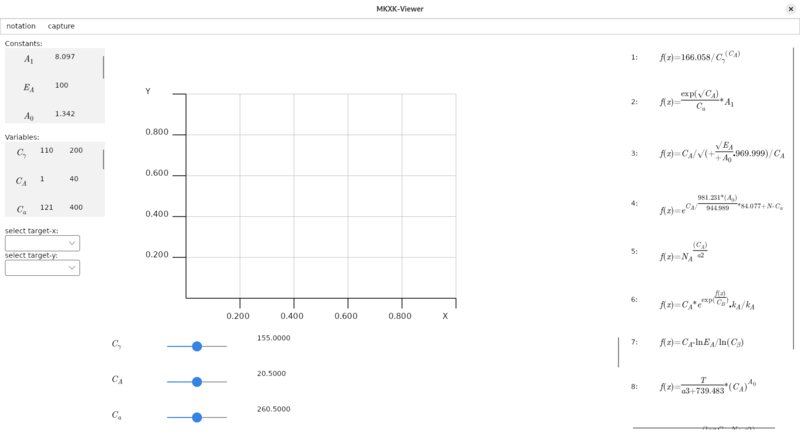 MKXK-Viewer
notation capture
Constants:
A₁ 8.097
E_A 100
A₀ 1.342
Variables:
C_γ 110 200
C_A 1 40
C_α 121 400
select target-x:
select target-y:
Y
0.800
0.600
0.400
0.200
0.200 0.400 0.600 0.800 X
C_γ 155.0000
C_A 20.5000
C_α 260.5000
1: f(x)=166.058/C_γ^(C_A)
2: f(x)=exp(√C_A)/C_α*A₁
3: f(x)=C_A/√(+√E_A/+A₀•969.999)/C_A
4: f(x)=e^(C_A/981.231*(A₀)/944.989*84.077+N-C_α)
5: f(x)=N_A^((C_A)/a2)
6: f(x)=C_A*e^(exp(f(x)/C_β))•k_A/k_A
7: f(x)=C_A-lnE_A/ln(C_β)
8: f(x)=T/a3+739.483*(C_A)^A₀